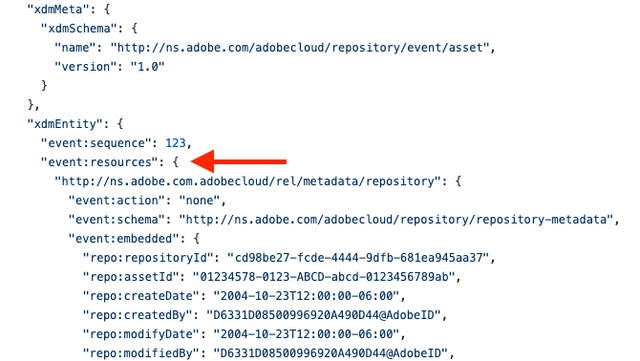 "xdmMeta": {
"xdmSchema": {
"name": "http://ns.adobe.com/adobecloud/repository/event/asset",
"version": "1.0"
}
},
"xdmEntity": {
"event:sequence": 123,
"event:resources": {
"http://ns.adobe.com.adobecloud/rel/metadata/repository": {
"event:action": "none",
"event:schema": "http://ns.adobe.com/adobecloud/repository/repository-metadata",
"event:embedded": {
"repo:repositoryId": "cd98be27-fcde-4444-9dfb-681ea945aa37",
"repo:assetId": "01234578-0123-ABCD-abcd-0123456789ab",
"repo:createDate": "2004-10-23T12:00:00-06:00",
"repo:createdBy": "D6331D08500996920A490D44@AdobeID",
"repo:modifyDate": "2004-10-23T12:00:00-06:00",
"repo:modifiedBy": "D6331D08500996920A490D44@AdobeID",